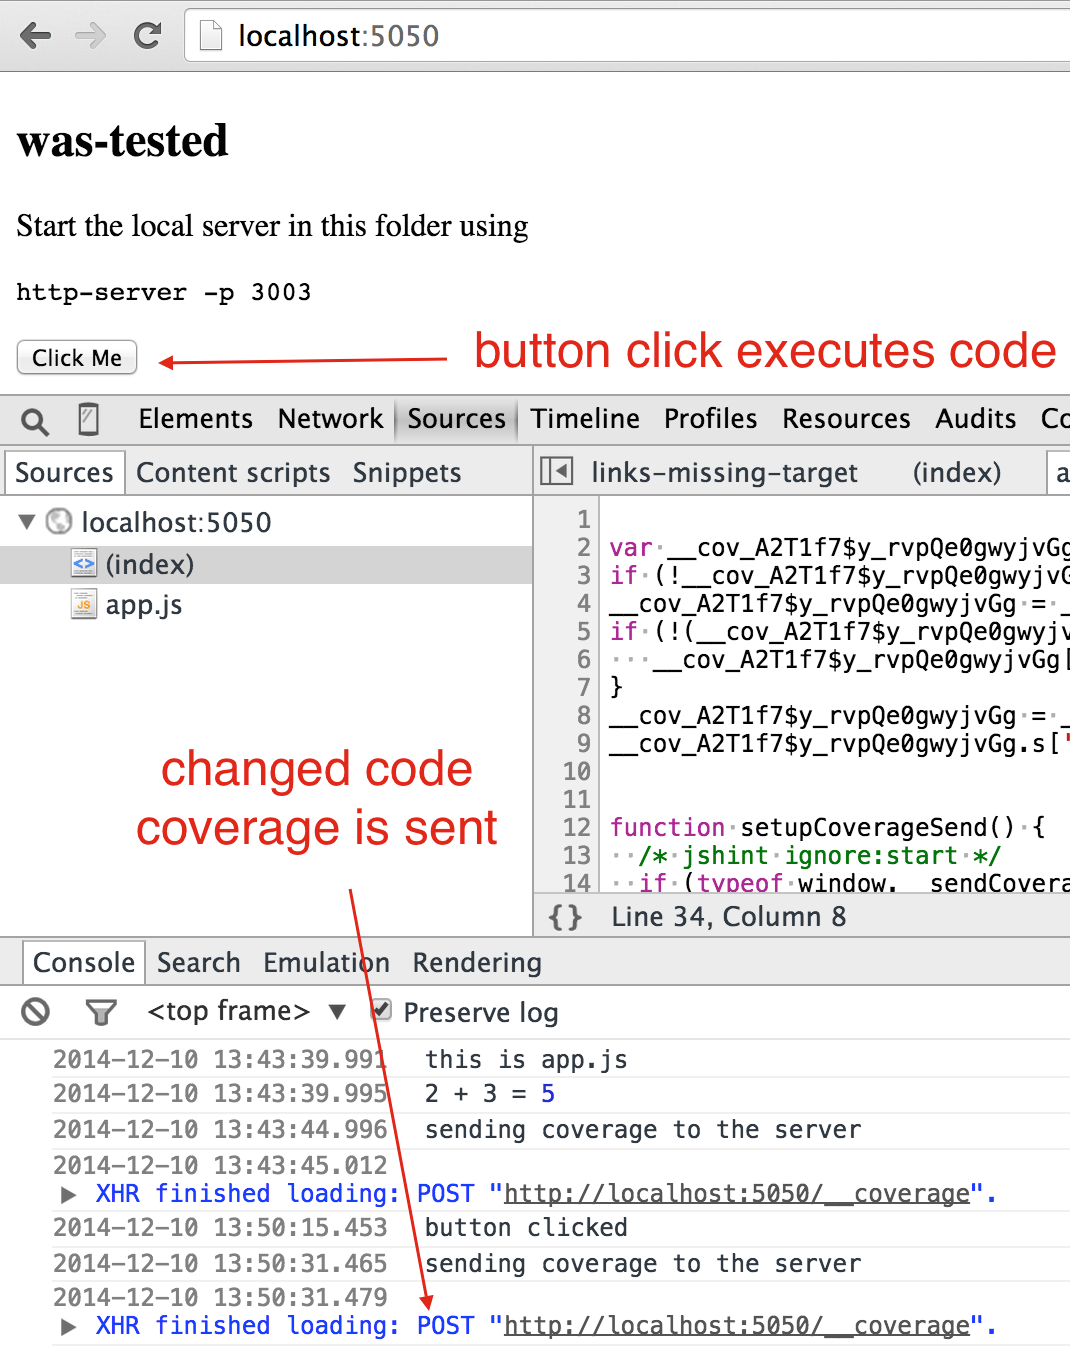 localhost:5050
was-tested
Start the local server in this folder using
http-server -p 3003
Click Me
button click executes code
Elements Network Sources Timeline Profiles Resources Audits
Sources Content scripts Snippets
links-missing-target (index)
localhost:5050
(index)
app.js
1
2 var __cov_A2T1f7$y_rvpQe0gwyjvGg
3 if (!__cov_A2T1f7$y_rvpQe0gwyjvG
4 __cov_A2T1f7$y_rvpQe0gwyjvGg = _
5 if (!(__cov_A2T1f7$y_rvpQe0gwyjv
6 __cov_A2T1f7$y_rvpQe0gwyjvGg[
7 }
8 __cov_A2T1f7$y_rvpQe0gwyjvGg = _
9 __cov_A2T1f7$y_rvpQe0gwyjvGg.s['
10
11
12 function setupCoverageSend() {
13 /* jshint ignore:start */
14 if (typeof window.__sendCovera
{} Line 34, Column 8
changed code
coverage is sent
Console Search Emulation Rendering
<top frame> ▼ Preserve log
2014-12-10 13:43:39.991 this is app.js
2014-12-10 13:43:39.995 2 + 3 = 5
2014-12-10 13:43:44.996 sending coverage to the server
2014-12-10 13:43:45.012
▶ XHR finished loading: POST "http://localhost:5050/__coverage".
2014-12-10 13:50:15.453 button clicked
2014-12-10 13:50:31.465 sending coverage to the server
2014-12-10 13:50:31.479
▶ XHR finished loading: POST "http://localhost:5050/__coverage".